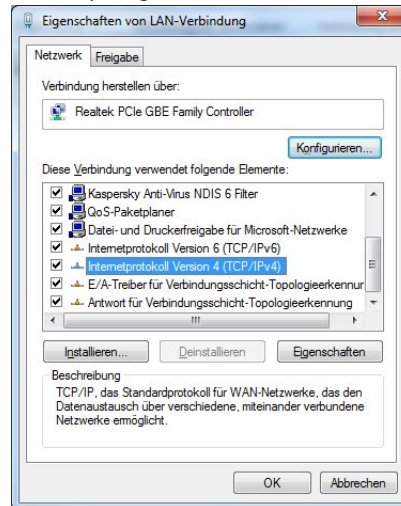 Eigenschaften von LAN-Verbindung
Netzwerk Freigabe
Verbindung herstellen über:
Realtek PCIe GBE Family Controller
Konfigurieren...
Diese Verbindung verwendet folgende Elemente:
Kaspersky Anti-Virus NDIS 6 Filter
QoS-Paketplaner
Datei- und Druckerfreigabe für Microsoft-Netzwerke
Internetprotokoll Version 6 (TCP/IPv6)
Internetprotokoll Version 4 (TCP/IPv4)
E/A-Treiber für Verbindungsschicht-Topologieerkennur
Antwort für Verbindungsschicht-Topologieerkennung
Installieren... Deinstallieren Eigenschaften
Beschreibung
TCP/IP, das Standardprotokoll für WAN-Netzwerke, das den
Datenaustausch über verschiedene, miteinander verbundene
Netzwerke ermöglicht.
OK Abbrechen